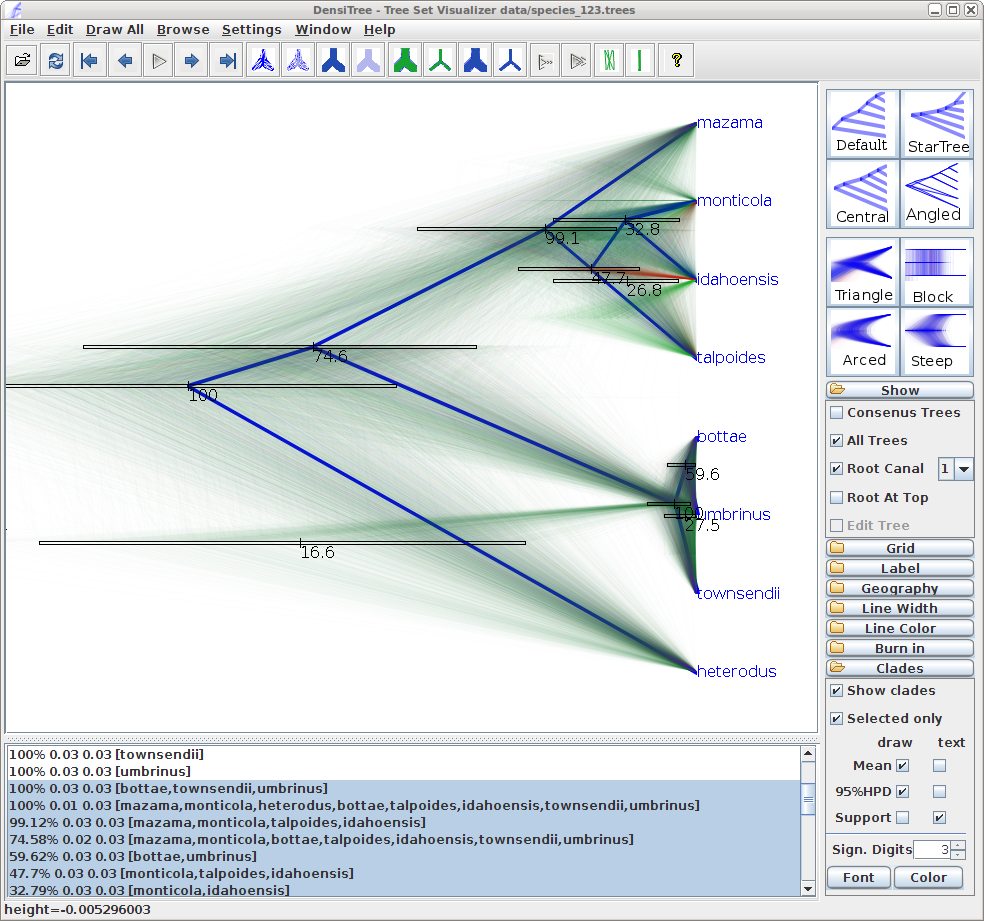 DensiTree - Tree Set Visualizer data/species_123.trees
File Edit Draw All Browse Settings Window Help
?
mazama
monticola
32.8
99.1
47.7
idahoensis
26.8
talpoides
74.6
100
bottae
59.6
100
umbrinus
27.5
16.6
townsendii
heterodus
Default StarTree
Central Angled
Triangle Block
Arced Steep
Show
Consenus Trees
All Trees
Root Canal 1
Root At Top
Edit Tree
Grid
Label
Geography
Line Width
Line Color
Burn in
Clades
Show clades
Selected only
draw text
Mean
95%HPD
Support
Sign. Digits 3
Font Color
100% 0.03 0.03 [townsendii]
100% 0.03 0.03 [umbrinus]
100% 0.03 0.03 [bottae,townsendii,umbrinus]
100% 0.01 0.03 [mazama,monticola,heterodus,bottae,talpoides,idahoensis,townsendii,umbrinus]
99.12% 0.03 0.03 [mazama,monticola,talpoides,idahoensis]
74.58% 0.02 0.03 [mazama,monticola,bottae,talpoides,idahoensis,townsendii,umbrinus]
59.62% 0.03 0.03 [bottae,umbrinus]
47.7% 0.03 0.03 [monticola,talpoides,idahoensis]
32.79% 0.03 0.03 [monticola,idahoensis]
height=-0.005296003